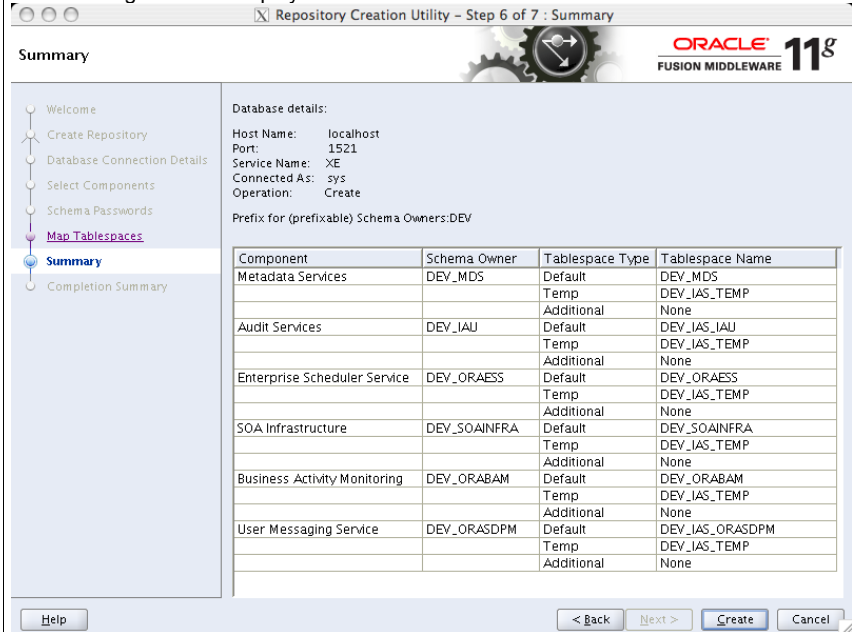 Repository Creation Utility – Step 6 of 7 : Summary
Summary
ORACLE
FUSION MIDDLEWARE 11g
Welcome
Create Repository
Database Connection Details
Select Components
Schema Passwords
Map Tablespaces
Summary
Completion Summary
Database details:
Host Name: localhost
Port: 1521
Service Name: XE
Connected As: sys
Operation: Create
Prefix for (prefixable) Schema Owners:DEV
Component Schema Owner Tablespace Type Tablespace Name
Metadata Services DEV_MDS Default DEV_MDS
Temp DEV_IAS_TEMP
Additional None
Audit Services DEV_IAU Default DEV_IAS_IAU
Temp DEV_IAS_TEMP
Additional None
Enterprise Scheduler Service DEV_ORAESS Default DEV_ORAESS
Temp DEV_IAS_TEMP
Additional None
SOA Infrastructure DEV_SOAINFRA Default DEV_SOAINFRA
Temp DEV_IAS_TEMP
Additional None
Business Activity Monitoring DEV_ORABAM Default DEV_ORABAM
Temp DEV_IAS_TEMP
Additional None
User Messaging Service DEV_ORASDPM Default DEV_IAS_ORASDPM
Temp DEV_IAS_TEMP
Additional None
Help
< Back Next > Create Cancel